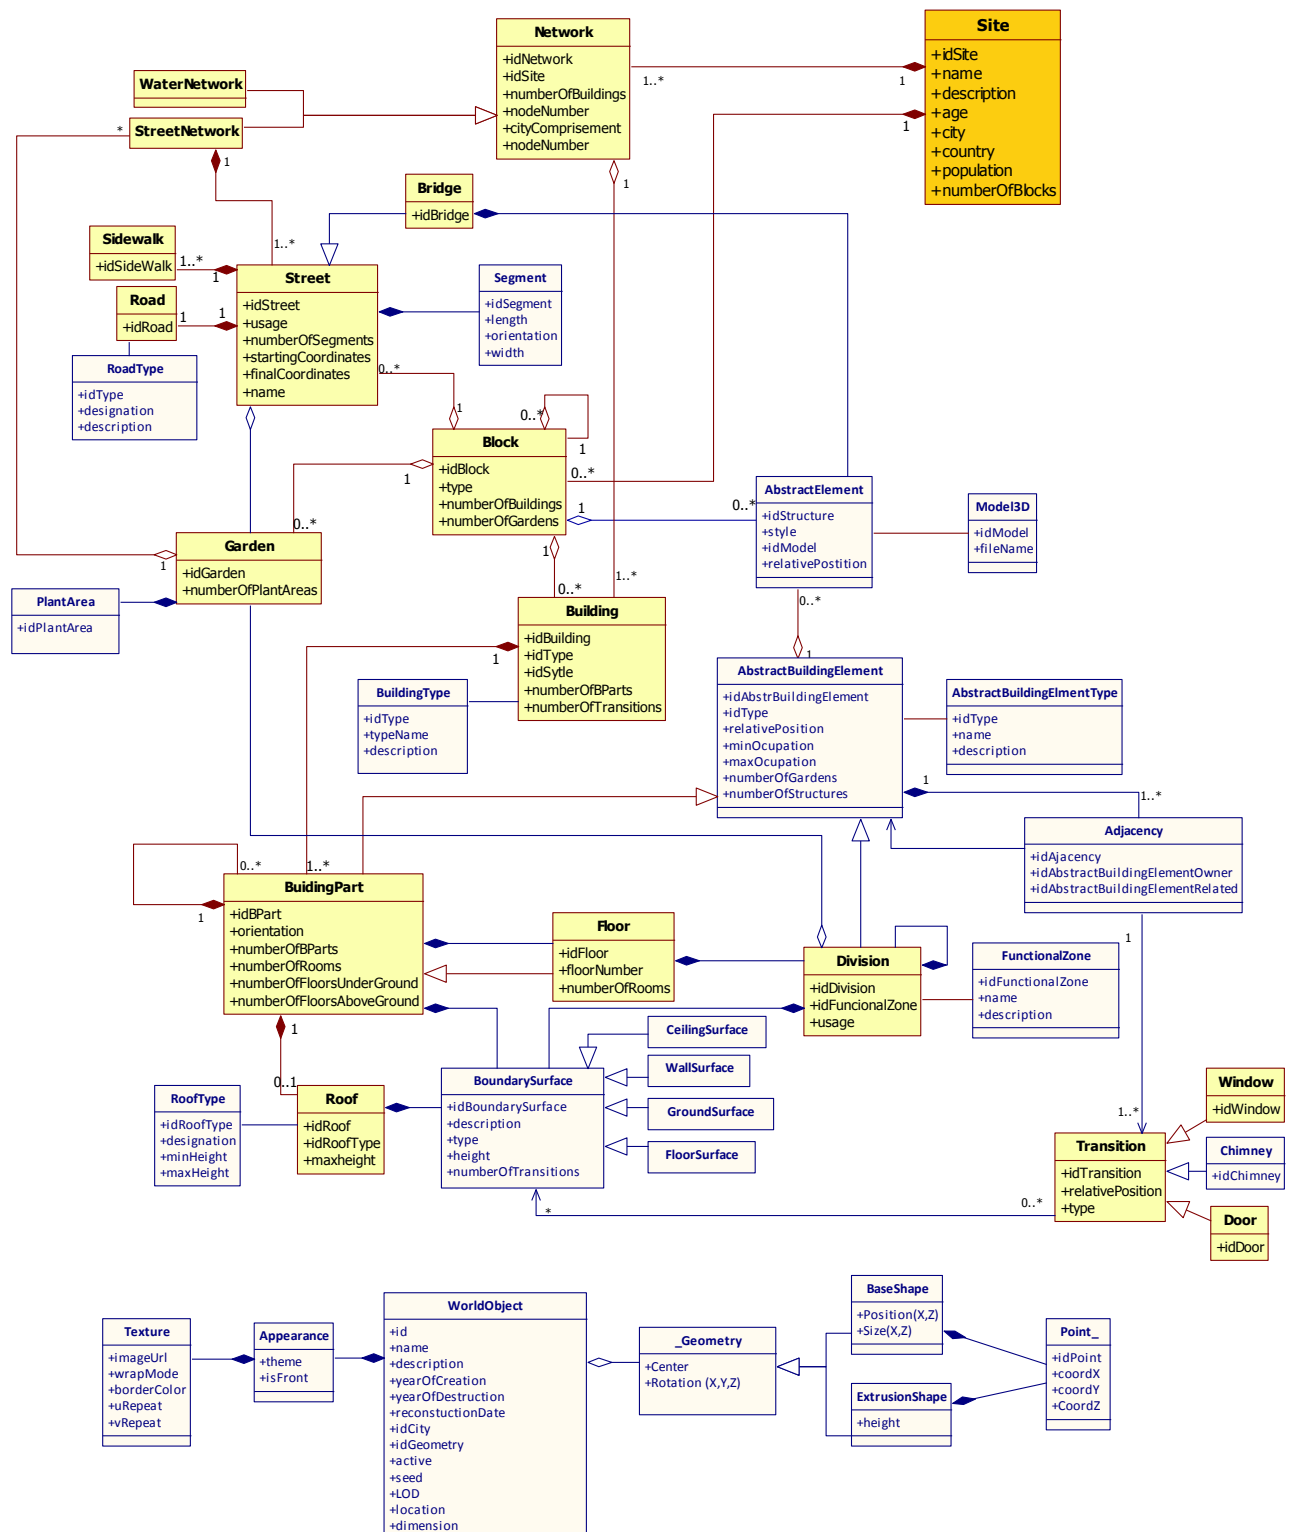 Network
+idNetwork
+idSite
+numberOfBuildings
+nodeNumber
+cityComprisement
+nodeNumber
Site
+idSite
+name
+description
+age
+city
+country
+population
+numberOfBlocks
1..*
1
1
WaterNetwork
StreetNetwork
*
1
1
Bridge
+idBridge
Sidewalk
+idSideWalk
1..*
1
1..*
Street
+idStreet
+usage
+numberOfSegments
+startingCoordinates
+finalCoordinates
+name
Segment
+idSegment
+length
+orientation
+width
Road
+idRoad
1
1
RoadType
+idType
+designation
+description
0..*
1
0..*
1
Block
+idBlock
+type
+numberOfBuildings
+numberOfGardens
1
0..*
1
0..*
0..*
AbstractElement
+idStructure
+style
+idModel
+relativePostition
Model3D
+idModel
+fileName
Garden
+idGarden
+numberOfPlantAreas
1
PlantArea
+idPlantArea
1
0..*
1..*
0..*
1
Building
+idBuilding
+idType
+idSytle
+numberOfBParts
+numberOfTransitions
1
BuildingType
+idType
+typeName
+description
AbstractBuildingElement
+idAbstrBuildingElement
+idType
+relativePosition
+minOcupation
+maxOcupation
+numberOfGardens
+numberOfStructures
AbstractBuildingElmentType
+idType
+name
+description
1
1..*
Adjacency
+idAjacency
+idAbstractBuildingElementOwner
+idAbstractBuildingElementRelated
0..*
1..*
1
BuidingPart
+idBPart
+orientation
+numberOfBParts
+numberOfRooms
+numberOfFloorsUnderGround
+numberOfFloorsAboveGround
Floor
+idFloor
+floorNumber
+numberOfRooms
Division
+idDivision
+idFuncionalZone
+usage
FunctionalZone
+idFunctionalZone
+name
+description
1
1
0..1
CeilingSurface
WallSurface
GroundSurface
FloorSurface
BoundarySurface
+idBoundarySurface
+description
+type
+height
+numberOfTransitions
RoofType
+idRoofType
+designation
+minHeight
+maxHeight
Roof
+idRoof
+idRoofType
+maxheight
Window
+idWindow
1..*
Transition
+idTransition
+relativePosition
+type
Chimney
+idChimney
Door
+idDoor
0..*
*
WorldObject
+id
+name
+description
+yearOfCreation
+yearOfDestruction
+reconstuctionDate
+idCity
+idGeometry
+active
+seed
+LOD
+location
+dimension
Texture
+imageUrl
+wrapMode
+borderColor
+uRepeat
+vRepeat
Appearance
+theme
+isFront
_Geometry
+Center
+Rotation (X,Y,Z)
BaseShape
+Position(X,Z)
+Size(X,Z)
ExtrusionShape
+height
Point_
+idPoint
+coordX
+coordY
+CoordZ